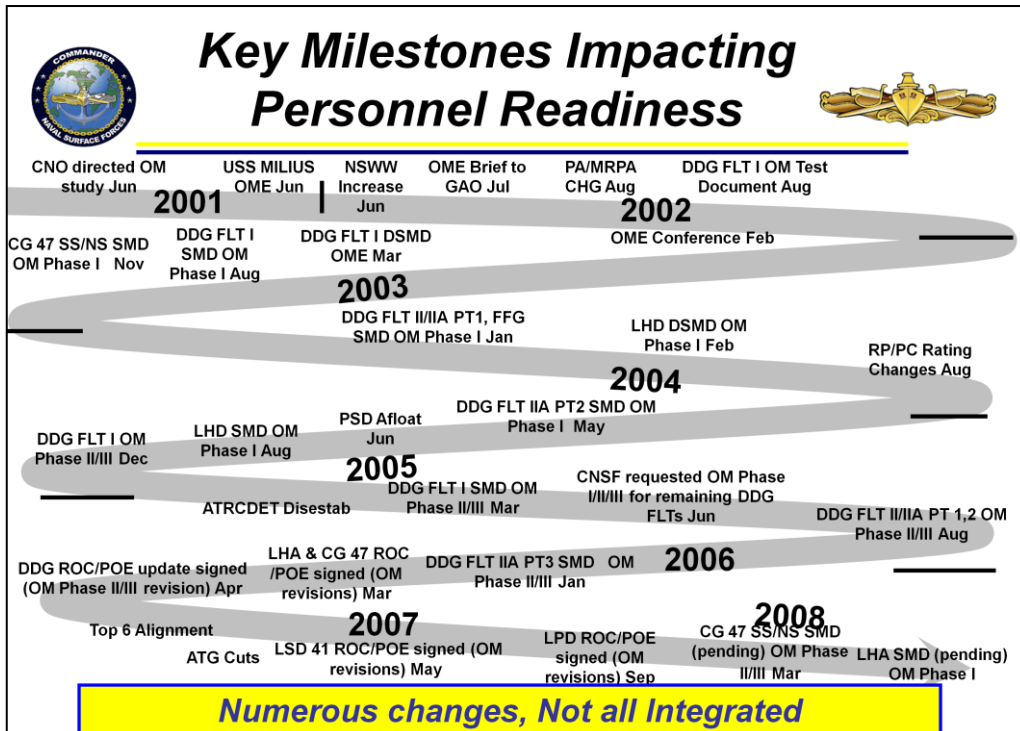 Key Milestones Impacting
Personnel Readiness
COMMANDER
NAVAL SURFACE FORCES
CNO directed OM
study Jun
USS MILIUS
OME Jun
NSWW
Increase
Jun
OME Brief to
GAO Jul
PA/MRPA
CHG Aug
DDG FLT I OM Test
Document Aug
2001
2002
OME Conference Feb
CG 47 SS/NS SMD
OM Phase I Nov
DDG FLT I
SMD OM
Phase I Aug
DDG FLT I DSMD
OME Mar
2003
DDG FLT II/IIA PT1, FFG
SMD OM Phase I Jan
LHD DSMD OM
Phase I Feb
RP/PC Rating
Changes Aug
2004
DDG FLT I OM
Phase II/III Dec
LHD SMD OM
Phase I Aug
PSD Afloat
Jun
DDG FLT IIA PT2 SMD OM
Phase I May
2005
ATRCDET Disestab
DDG FLT I SMD OM
Phase II/III Mar
CNSF requested OM Phase
I/II/III for remaining DDG
FLTs Jun
DDG FLT II/IIA PT 1,2 OM
Phase II/III Aug
DDG ROC/POE update signed
(OM Phase II/III revision) Apr
LHA & CG 47 ROC
/POE signed (OM
revisions) Mar
DDG FLT IIA PT3 SMD OM
Phase II/III Jan
2006
Top 6 Alignment
2007
2008
ATG Cuts
LSD 41 ROC/POE signed (OM
revisions) May
LPD ROC/POE
signed (OM
revisions) Sep
CG 47 SS/NS SMD
(pending) OM Phase
II/III Mar
LHA SMD (pending)
OM Phase I
Numerous changes, Not all Integrated